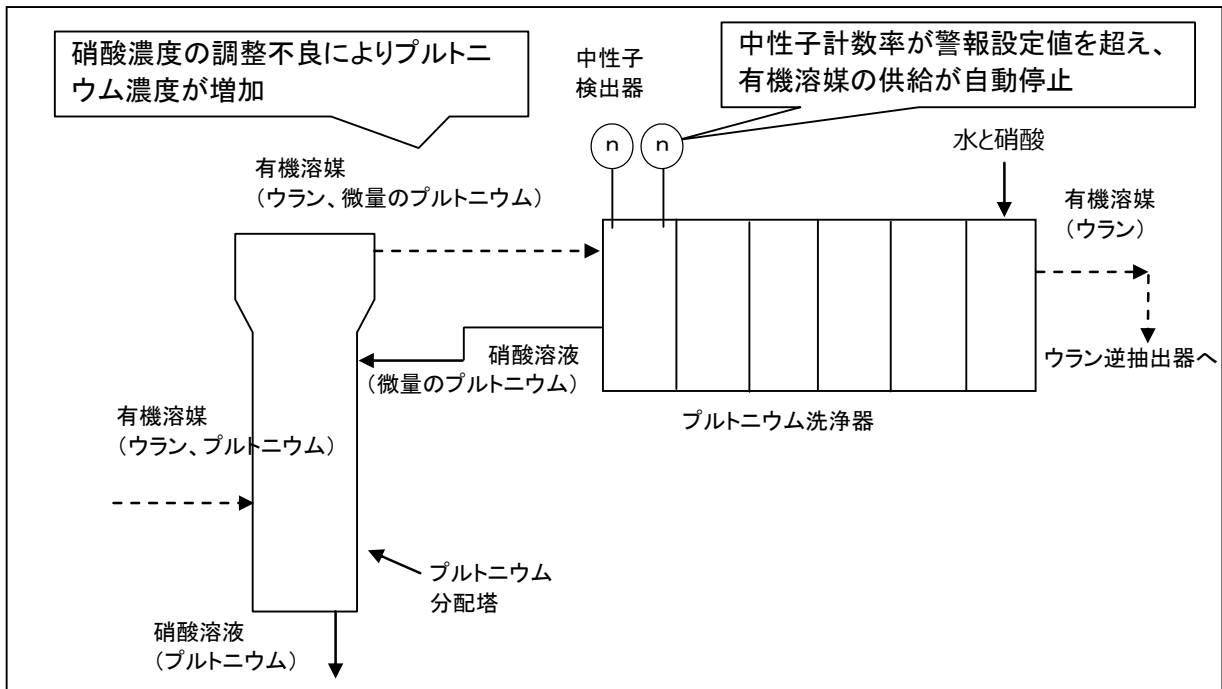 硝酸濃度の調整不良によりプルトニ
ウム濃度が増加
中性子
検出器
中性子計数率が警報設定値を超え、
有機溶媒の供給が自動停止
n
n
水と硝酸
有機溶媒
（ウラン、微量のプルトニウム）
有機溶媒
（ウラン）
硝酸溶液
（微量のプルトニウム）
ウラン逆抽出器へ
プルトニウム洗浄器
有機溶媒
（ウラン、プルトニウム）
プルトニウム
分配塔
硝酸溶液
（プルトニウム）